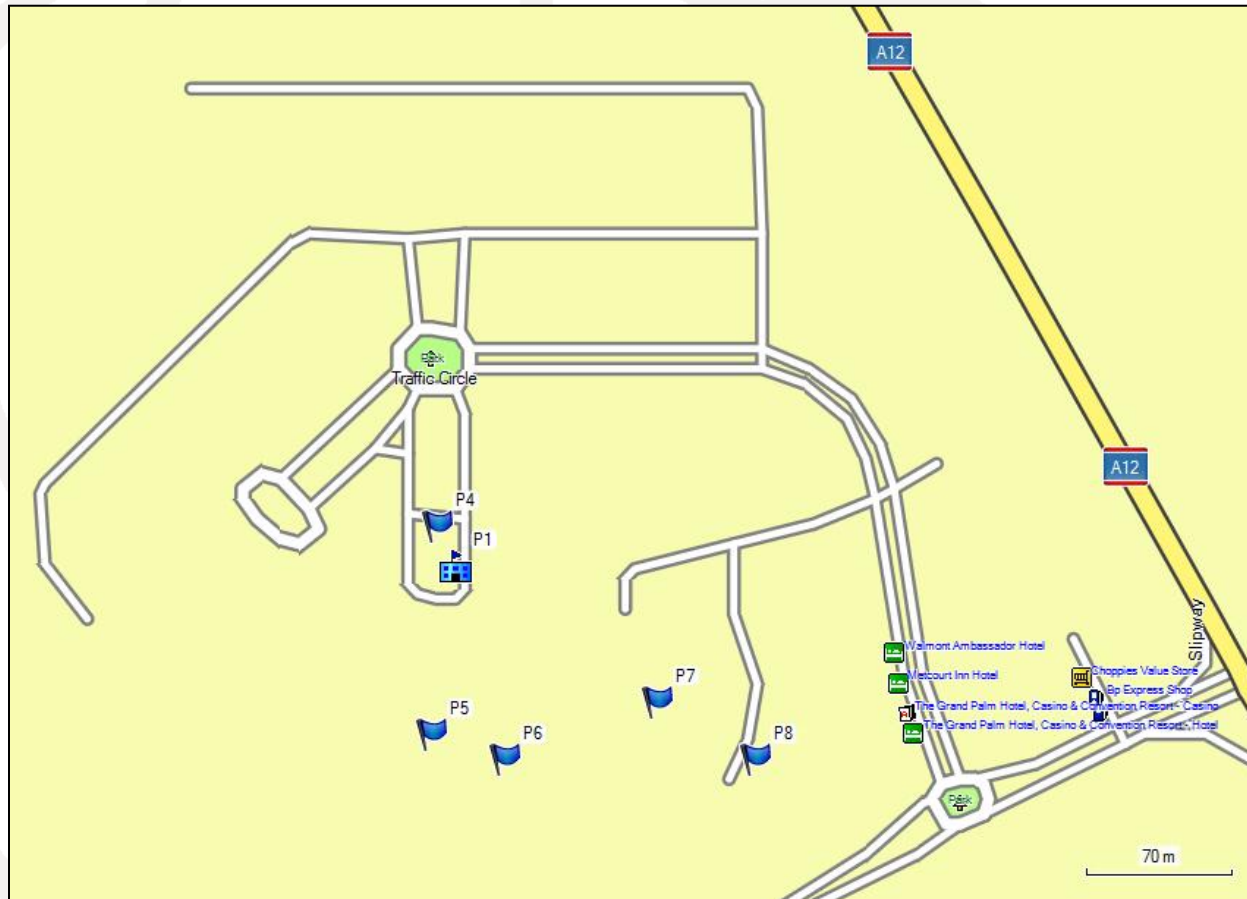 A12
Park
Traffic Circle
A12
P4
P1
Slipway
Walmont Ambassador Hotel
Choppies Value Store
Metcourt Inn Hotel
P7
Bp Express Shop
The Grand Palm Hotel, Casino & Convention Resort - Casino
P5
The Grand Palm Hotel, Casino & Convention Resort - Hotel
P6
P8
Park
70 m